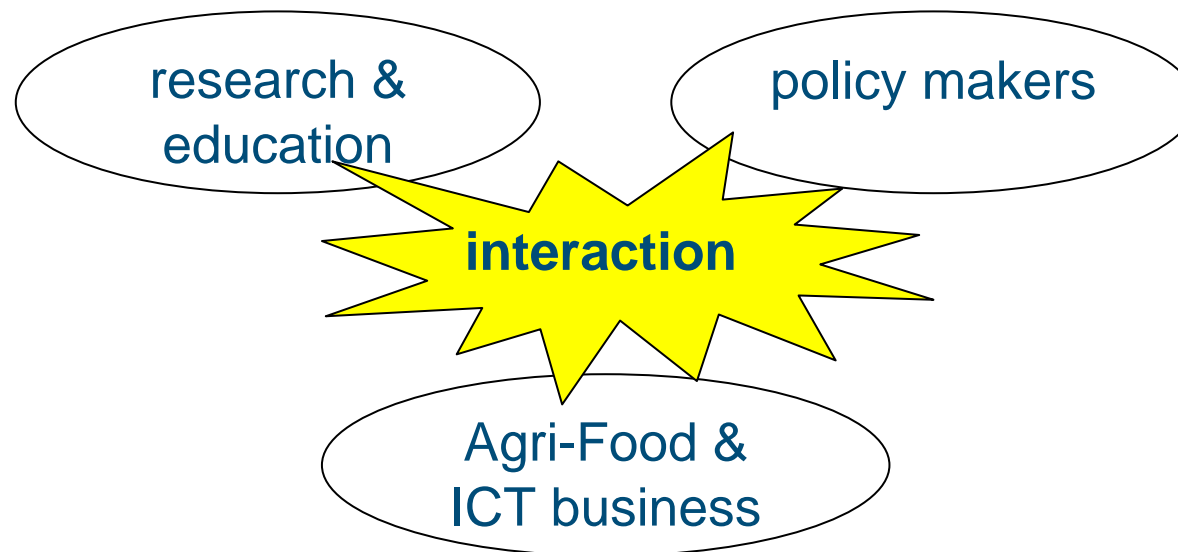 research &
education
policy makers
interaction
Agri-Food &
ICT business